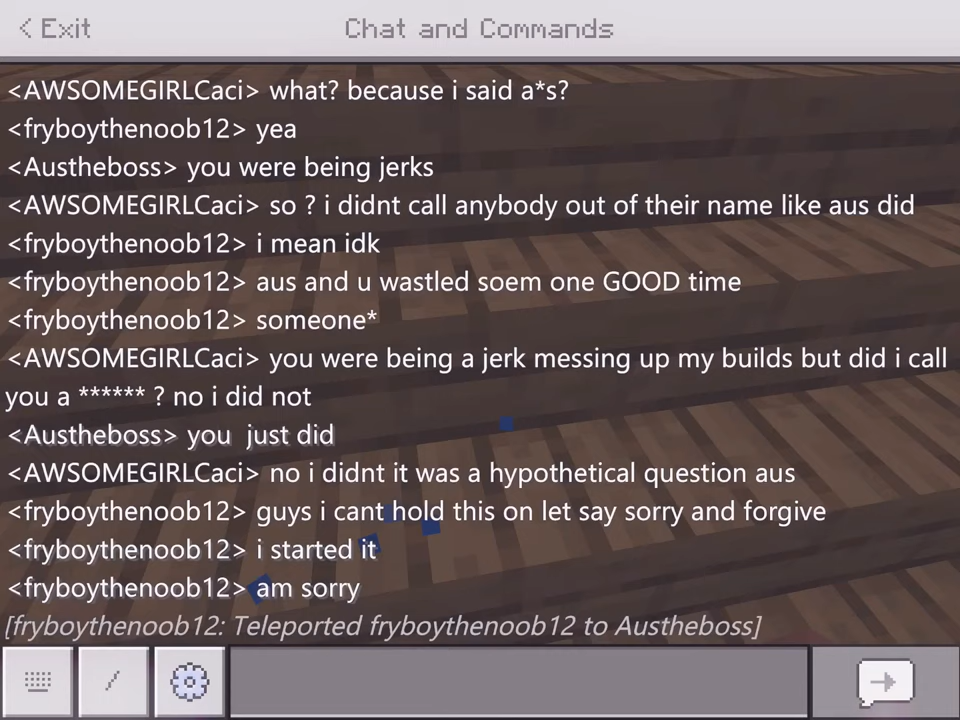 < Exit
Chat and Commands
<AWSOMEGIRLCaci> what? because i said a*s?
<fryboythenoob12> yea
<Austheboss> you were being jerks
<AWSOMEGIRLCaci> so ? i didnt call anybody out of their name like aus did
<fryboythenoob12> i mean idk
<fryboythenoob12> aus and u wastled soem one GOOD time
<fryboythenoob12> someone*
<AWSOMEGIRLCaci> you were being a jerk messing up my builds but did i call
you a ****** ? no i did not
<Austheboss> you  just did
<AWSOMEGIRLCaci> no i didnt it was a hypothetical question aus
<fryboythenoob12> guys i cant hold this on let say sorry and forgive
<fryboythenoob12> i started it
<fryboythenoob12> am sorry
[fryboythenoob12: Teleported fryboythenoob12 to Austheboss]
/